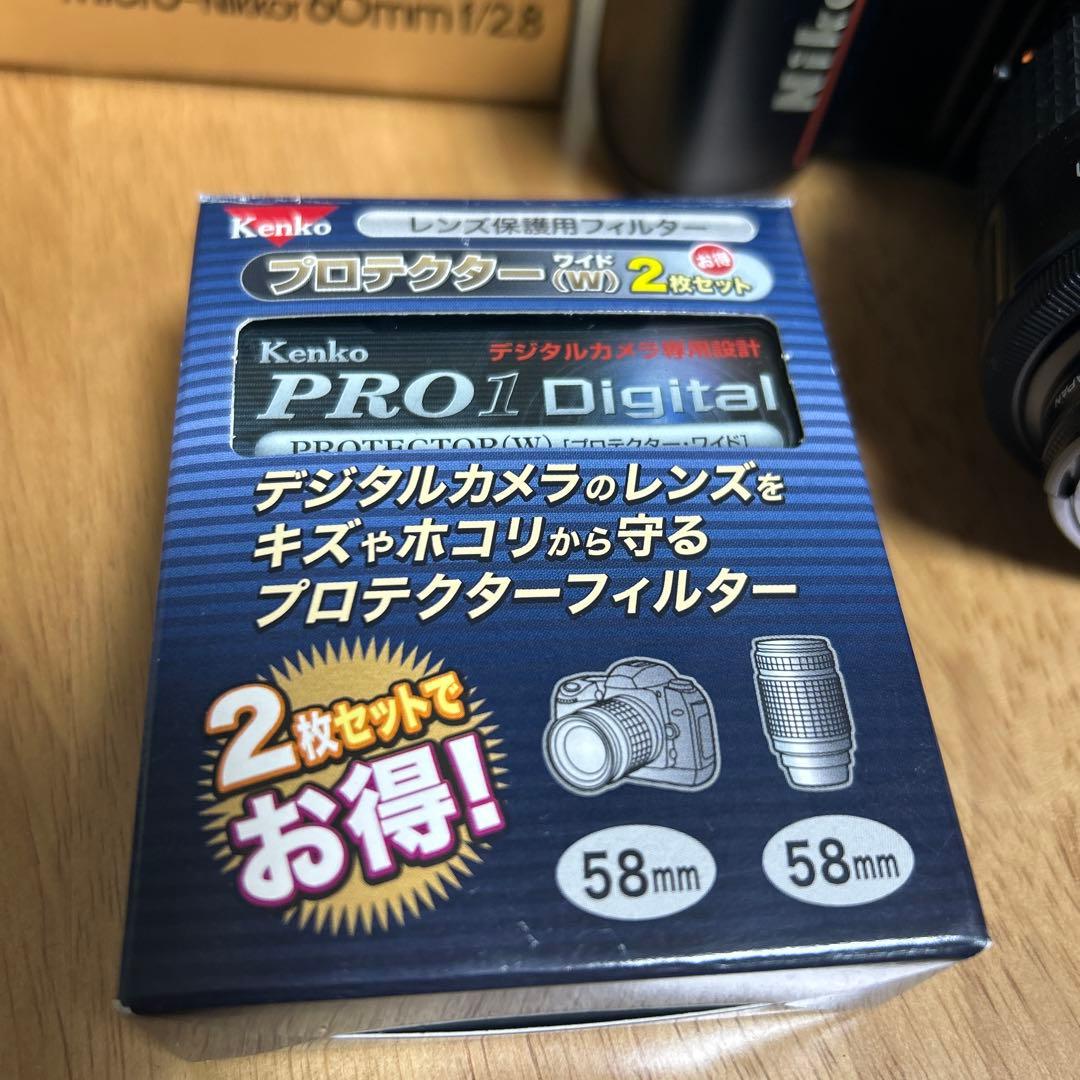 micro-Nikkor 60mm f/2.8
Kenko
レンズ保護用フィルター
プロテクター(W)ワイド 2枚セット お得
Kenko
デジタルカメラ専用設計
PRO1 Digital
PROTECTOR(W) [プロテクター・ワイド]
デジタルカメラのレンズを
キズやホコリから守る
プロテクターフィルター
2枚セットで
お得!
58mm
58mm